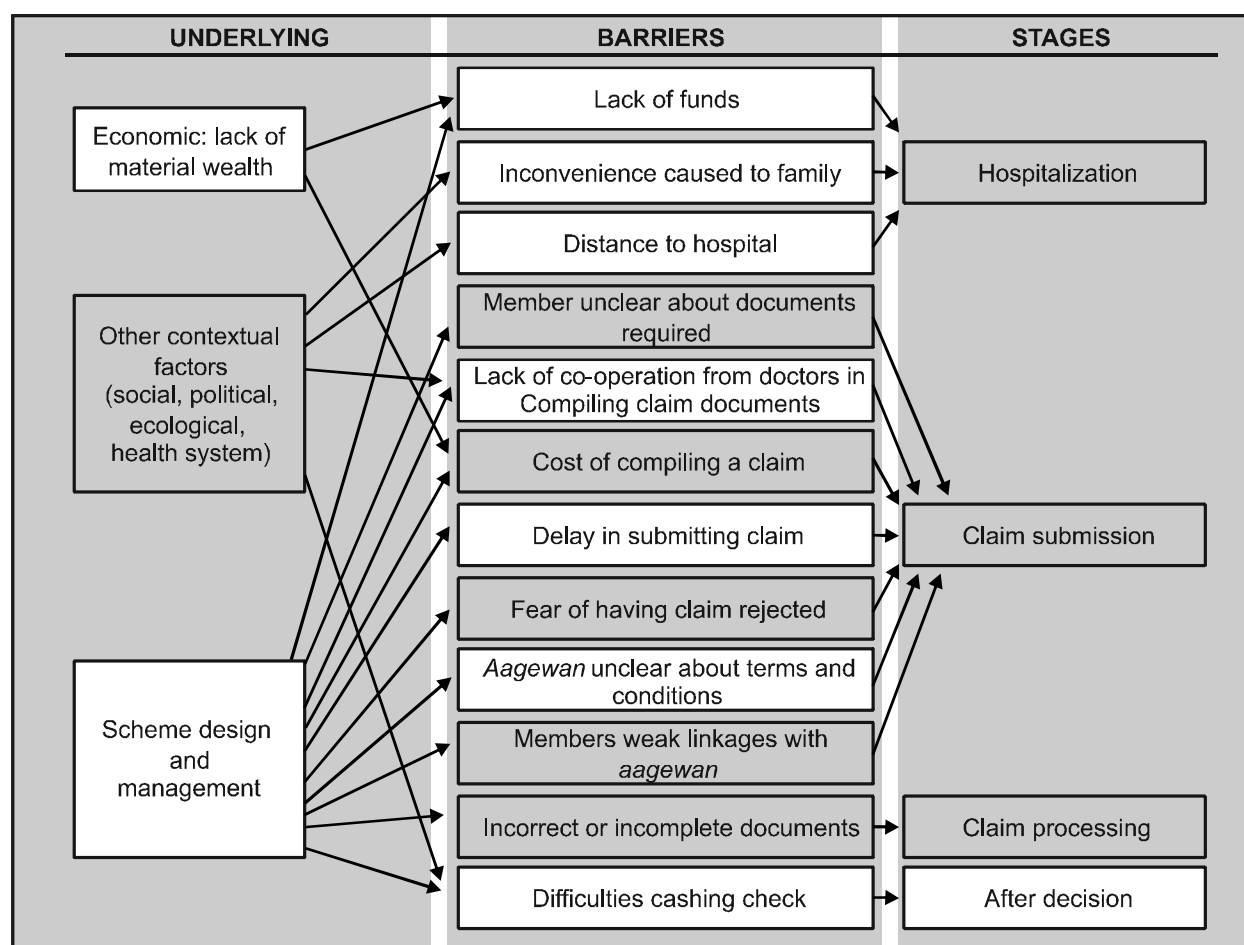 UNDERLYING
BARRIERS
STAGES
Economic: lack of
material wealth
Other contextual
factors
(social, political,
ecological,
health system)
Scheme design
and
management
Lack of funds
Inconvenience caused to family
Distance to hospital
Member unclear about documents
required
Lack of co-operation from doctors in
Compiling claim documents
Cost of compiling a claim
Delay in submitting claim
Fear of having claim rejected
Aagewan unclear about terms and
conditions
Members weak linkages with
aagewan
Incorrect or incomplete documents
Difficulties cashing check
Hospitalization
Claim submission
Claim processing
After decision